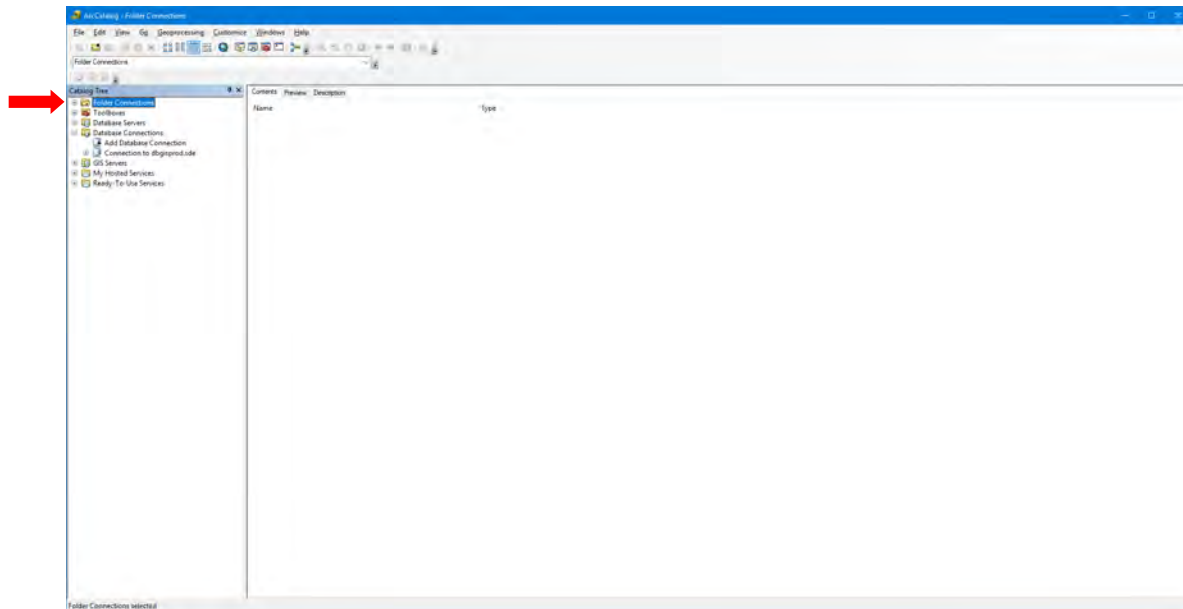 ArcCatalog - Folder Connections
File Edit View Go Geoprocessing Customize Windows Help
Folder Connections
Catalog Tree
Contents Preview Description
Folder Connections
Name Type
Toolboxes
Database Servers
Database Connections
Add Database Connection
Connection to dbgisprod.sde
GIS Servers
My Hosted Services
Ready-To-Use Services
Folder Connections selected